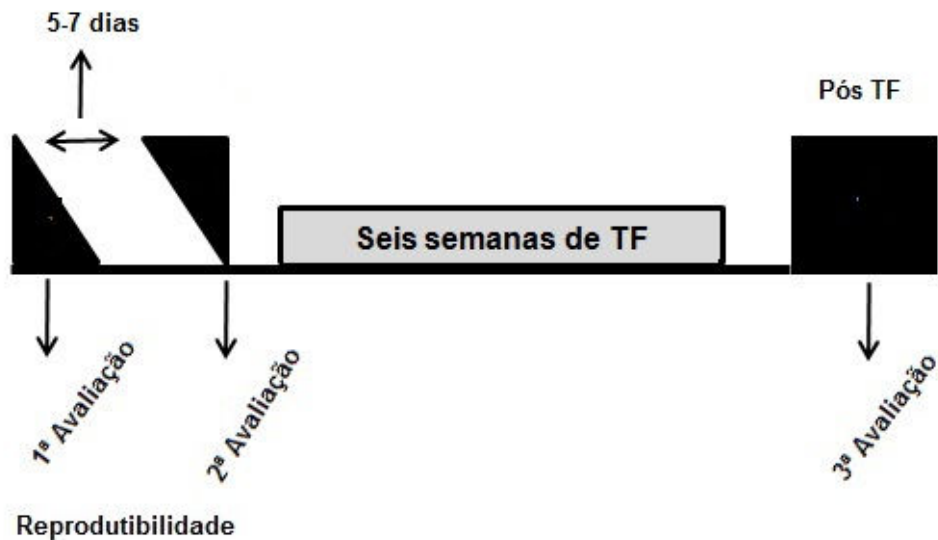 5-7 dias
Pós TF
Seis semanas de TF
1ª Avaliação
2ª Avaliação
3ª Avaliação
Reprodutibilidade